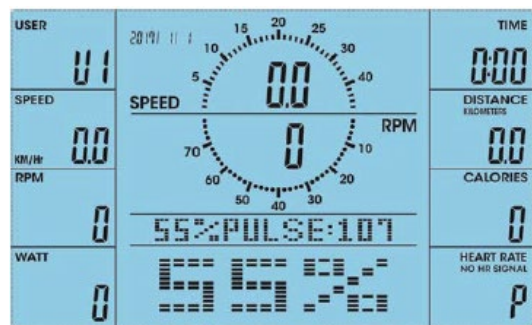 USER
U1
SPEED
KM/Hr 0.0
RPM
0
WATT
0
2019/ 1/ 1
5 10 15 20 25 30 40
SPEED 0.0
RPM 0
10 20 30 40 50 60 70
55%PULSE:107
55%
TIME
0:00
DISTANCE
KILOMETERS
0.0
CALORIES
0
HEART RATE
NO HR SIGNAL
P